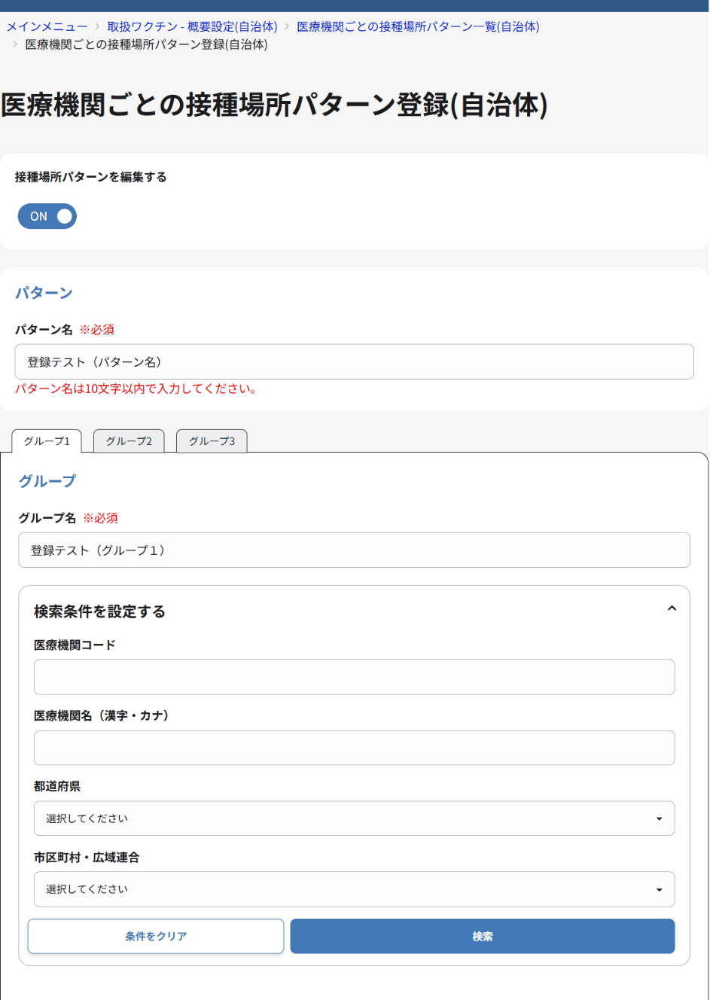 メインメニュー > 取扱ワクチン - 概要設定(自治体) > 医療機関ごとの接種場所パターン一覧(自治体)
> 医療機関ごとの接種場所パターン登録(自治体)
医療機関ごとの接種場所パターン登録(自治体)
接種場所パターンを編集する
ON
パターン
パターン名 ※必須
登録テスト（パターン名）
パターン名は10文字以内で入力してください。
グループ1 グループ2 グループ3
グループ
グループ名 ※必須
登録テスト（グループ１）
検索条件を設定する
医療機関コード
医療機関名（漢字・カナ）
都道府県
選択してください
市区町村・広域連合
選択してください
条件をクリア 検索